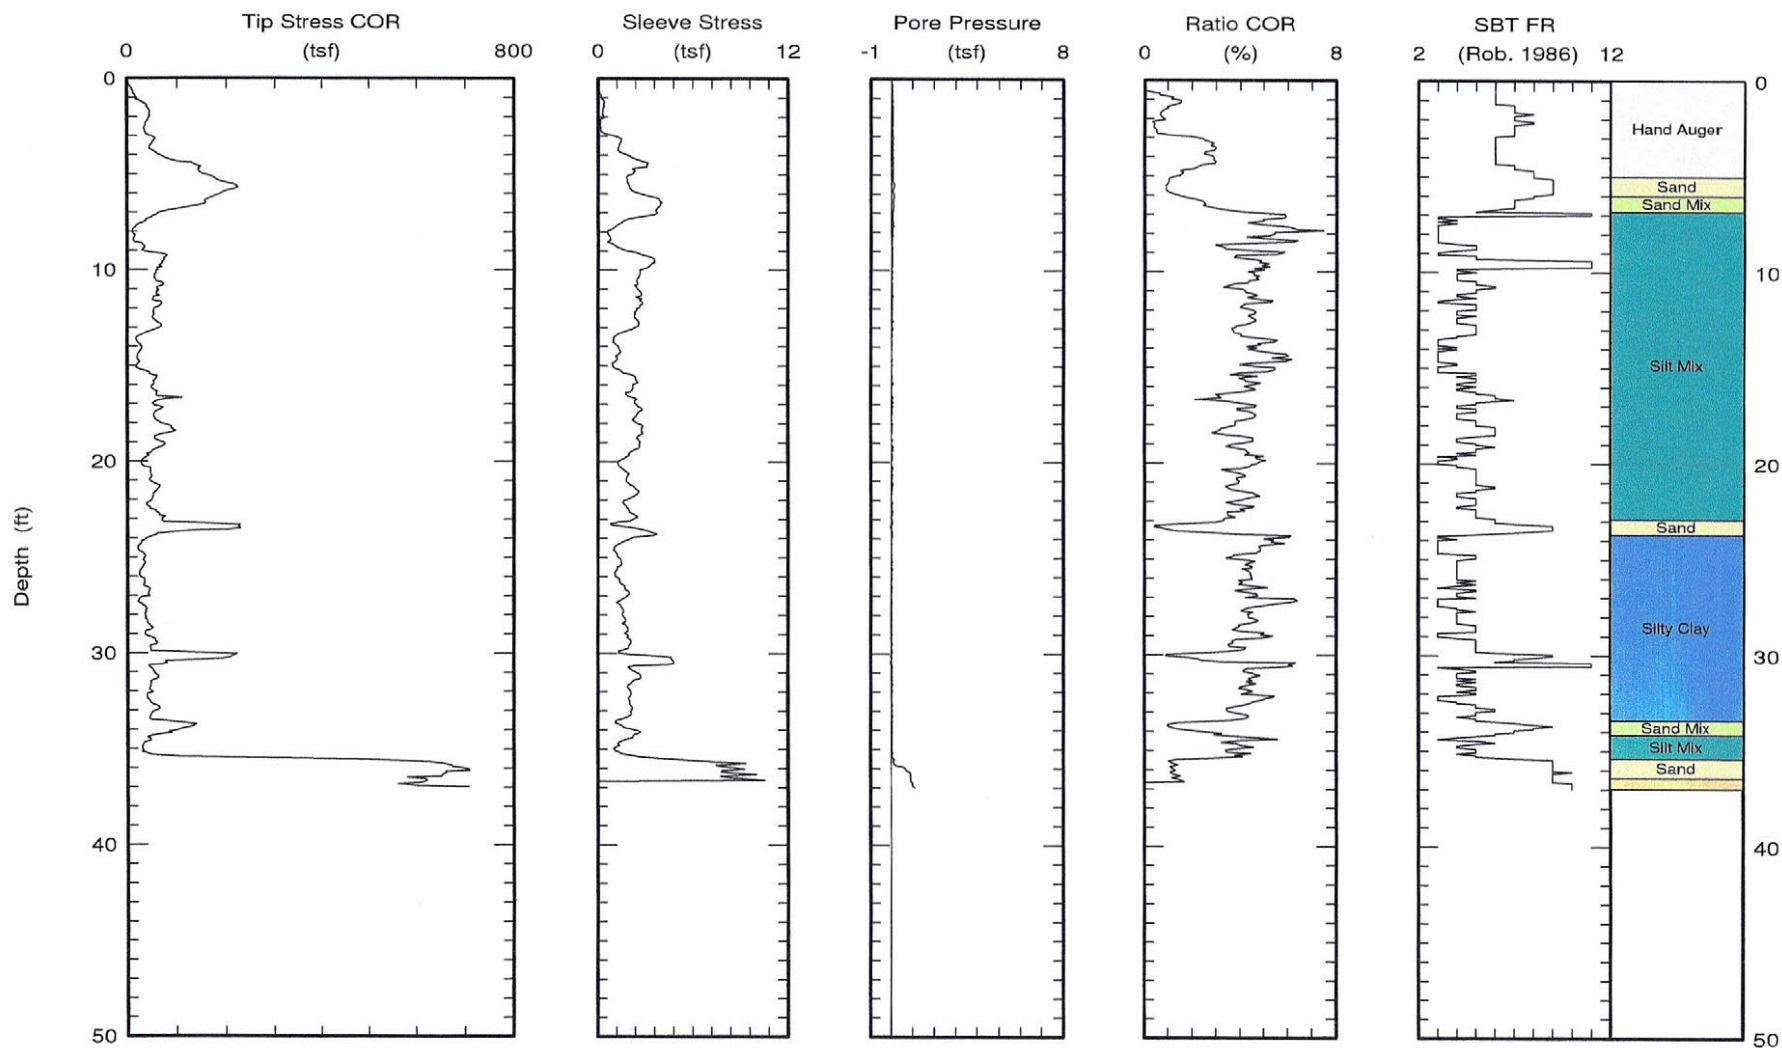 Tip Stress COR
(tsf)
0 800
Sleeve Stress
0 (tsf) 12
Pore Pressure
-1 (tsf) 8
Ratio COR
0 (%) 8
SBT FR
2 (Rob. 1986) 12
0
10
20
30
40
50
Depth (ft)
Hand Auger
Sand
Sand Mix
Silt Mix
Sand
Silty Clay
Sand Mix
Silt Mix
Sand
0
10
20
30
40
50